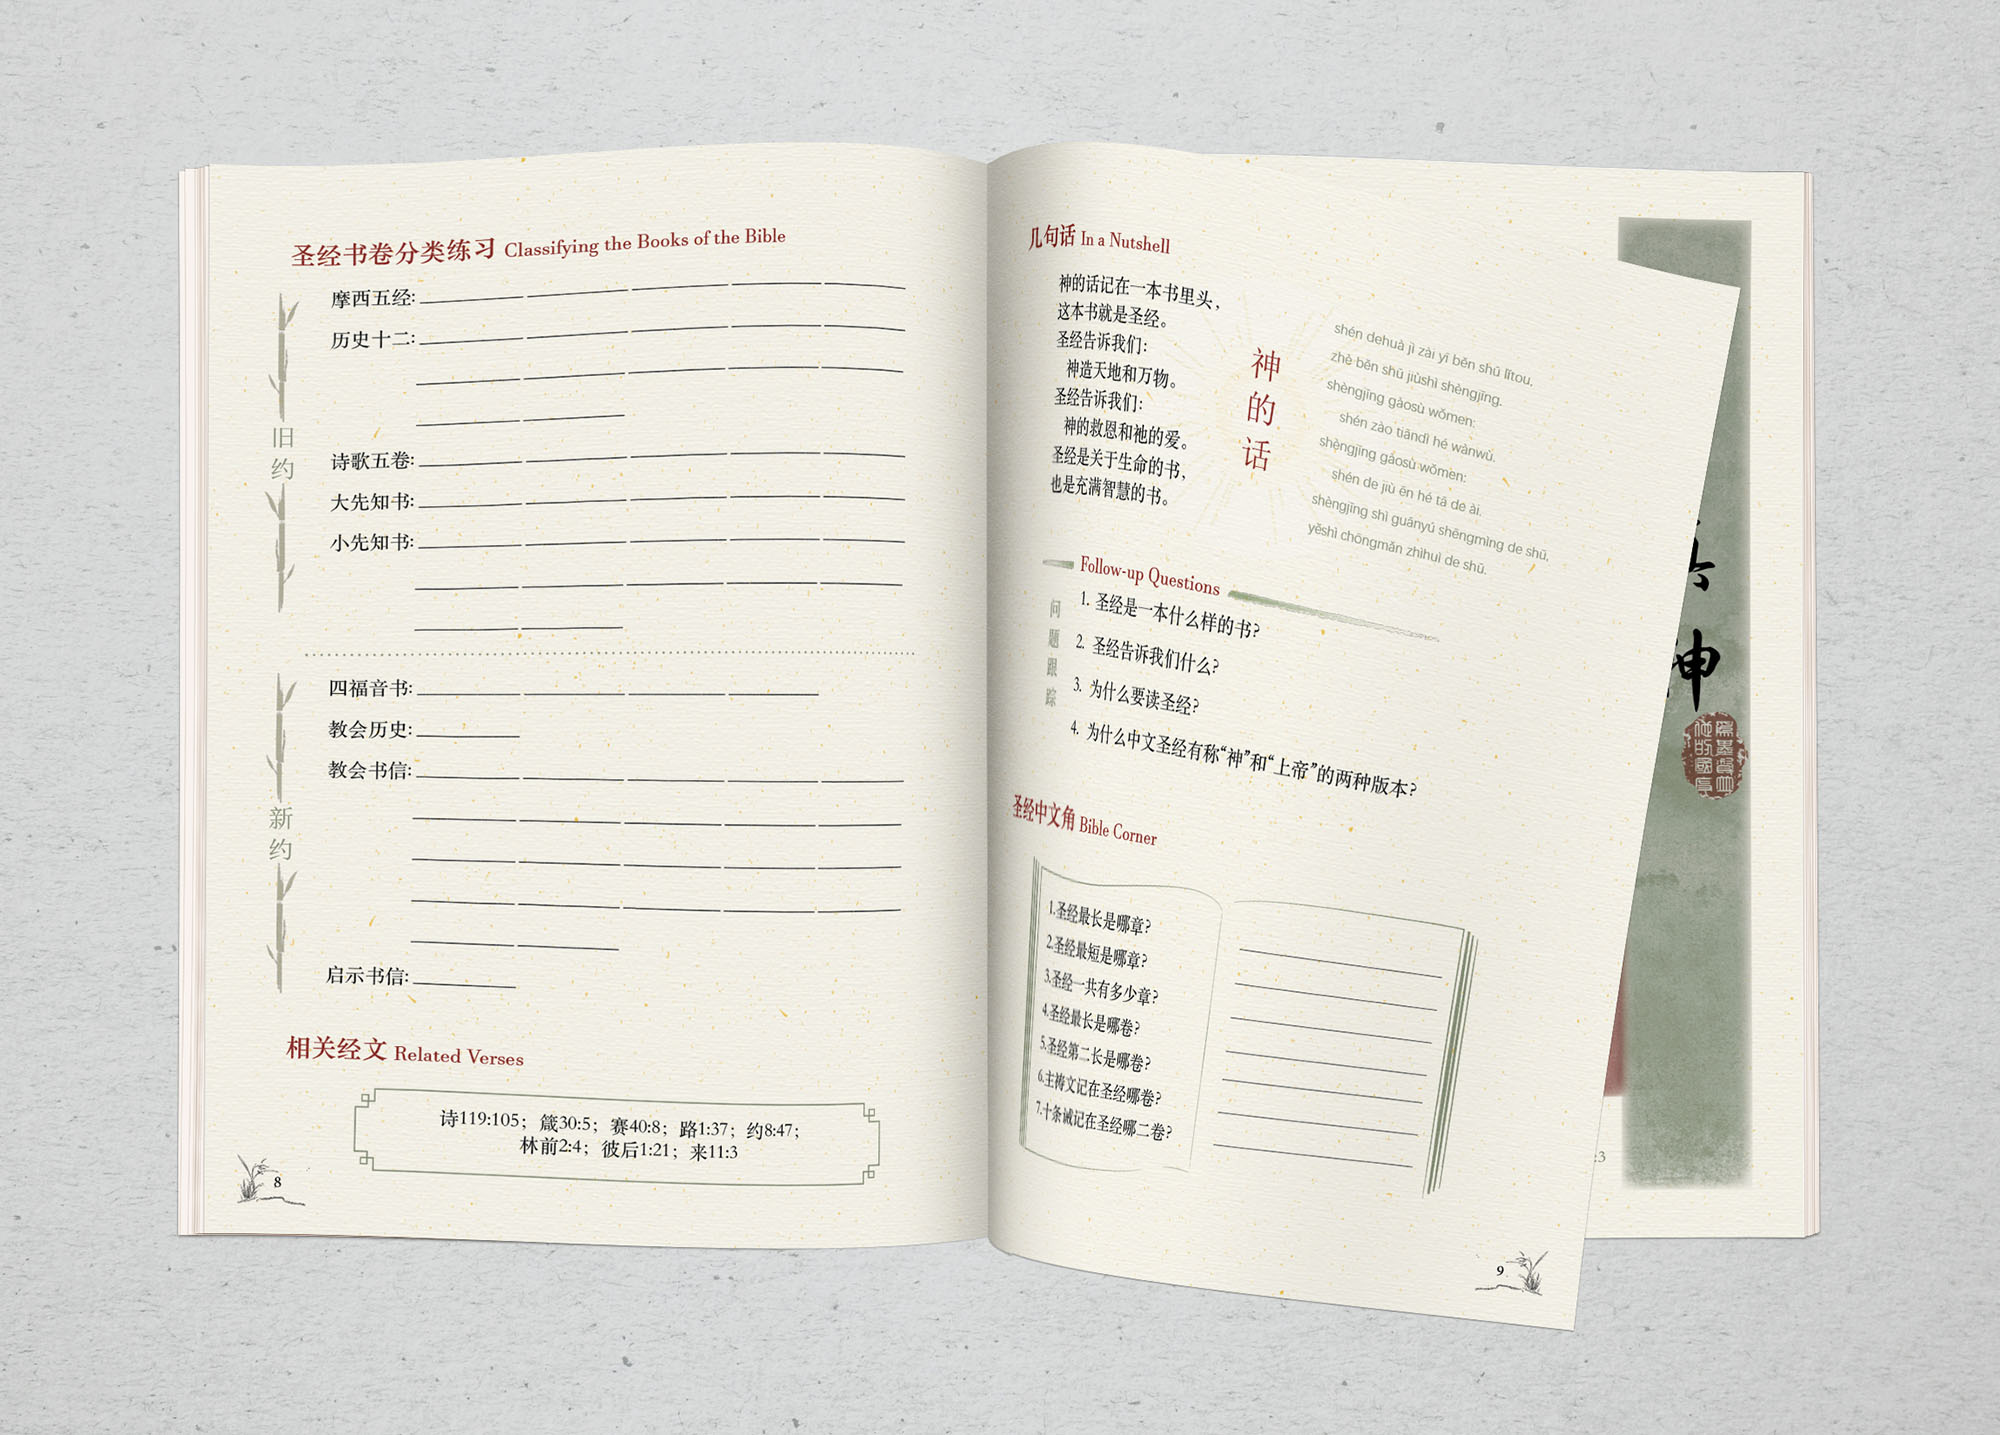 圣经书卷分类练习 Classifying the Books of the Bible
摩西五经:
历史十二:
诗歌五卷:
大先知书:
小先知书:
旧约
四福音书:
教会历史:
教会书信:
启示书信:
新约
相关经文 Related Verses
诗119:105；箴30:5；赛40:8；路1:37；约8:47；
林前2:4；彼后1:21；来11:3
8
几句话 In a Nutshell
神的话记在一本书里头，
这本书就是圣经。
圣经告诉我们：
神造天地和万物。
圣经告诉我们：
神的救恩和祂的爱。
圣经是关于生命的书，
也是充满智慧的书。
神的话
shén dehuà jì zài yī běn shū lǐtou,
zhè běn shū jiùshì shèngjīng.
shèngjīng gàosù wǒmen:
shén zào tiāndì hé wànwù.
shèngjīng gàosù wǒmen:
shén de jiù ēn hé tā de ài.
shèngjīng shì guānyú shēngmìng de shū,
yěshì chōngmǎn zhìhuì de shū.
Follow-up Questions
问题跟踪
1. 圣经是一本什么样的书?
2. 圣经告诉我们什么?
3. 为什么要读圣经?
4. 为什么中文圣经有称“神”和“上帝”的两种版本?
圣经中文角 Bible Corner
1.圣经最长是哪章?
2.圣经最短是哪章?
3.圣经一共有多少章?
4.圣经最长是哪卷?
5.圣经第二长是哪卷?
6.主祷文记在圣经哪卷?
7.十条诫记在圣经哪二卷?
9
神
:3